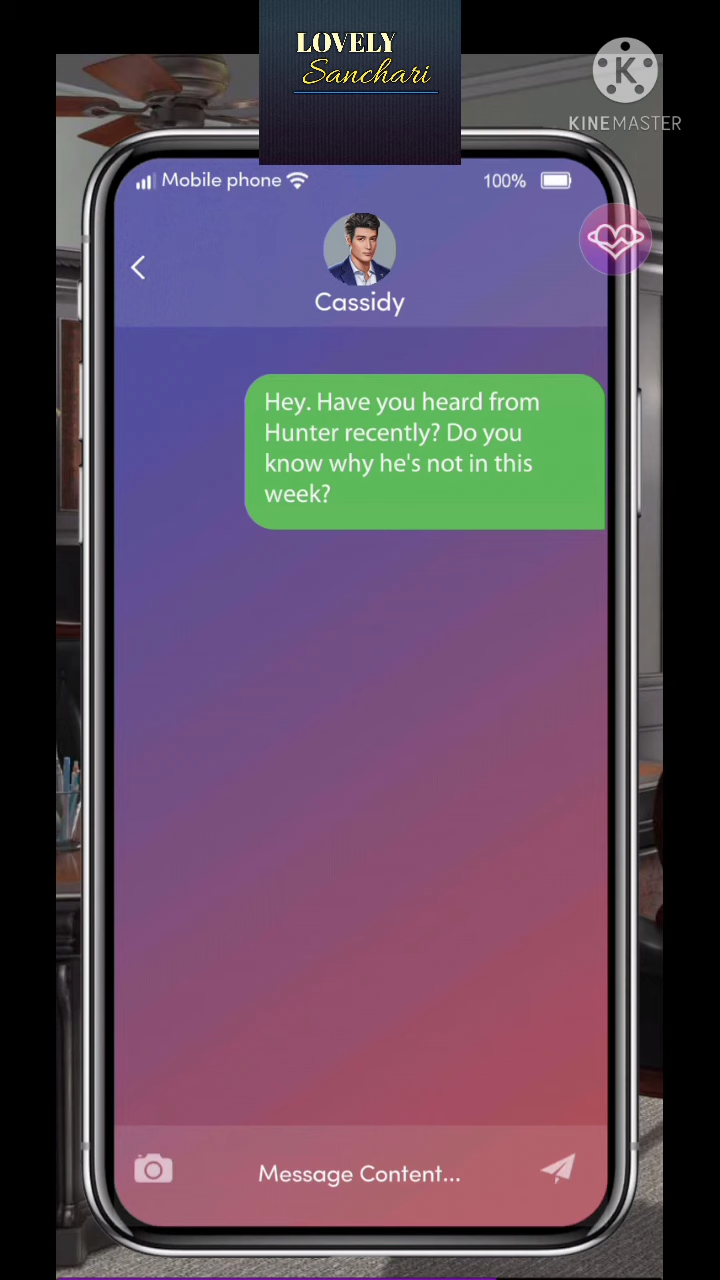 LOVELY
Sanchari
K
KINEMASTER
Mobile phone
100%
Cassidy
Hey. Have you heard from
Hunter recently? Do you
know why he's not in this
week?
Message Content...